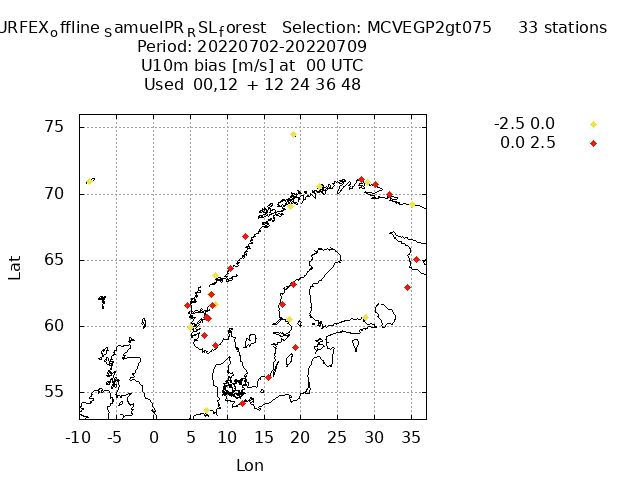 URFEXoffline SamuelPRRSLforest Selection: MCVEGP2gt075 33 stations
Period: 20220702-20220709
U10m bias [m/s] at 00 UTC
Used 00,12 + 12 24 36 48
-2.5 0.0
0.0 2.5
75
70
65
60
55
Lat
-10 -5 0 5 10 15 20 25 30 35
Lon